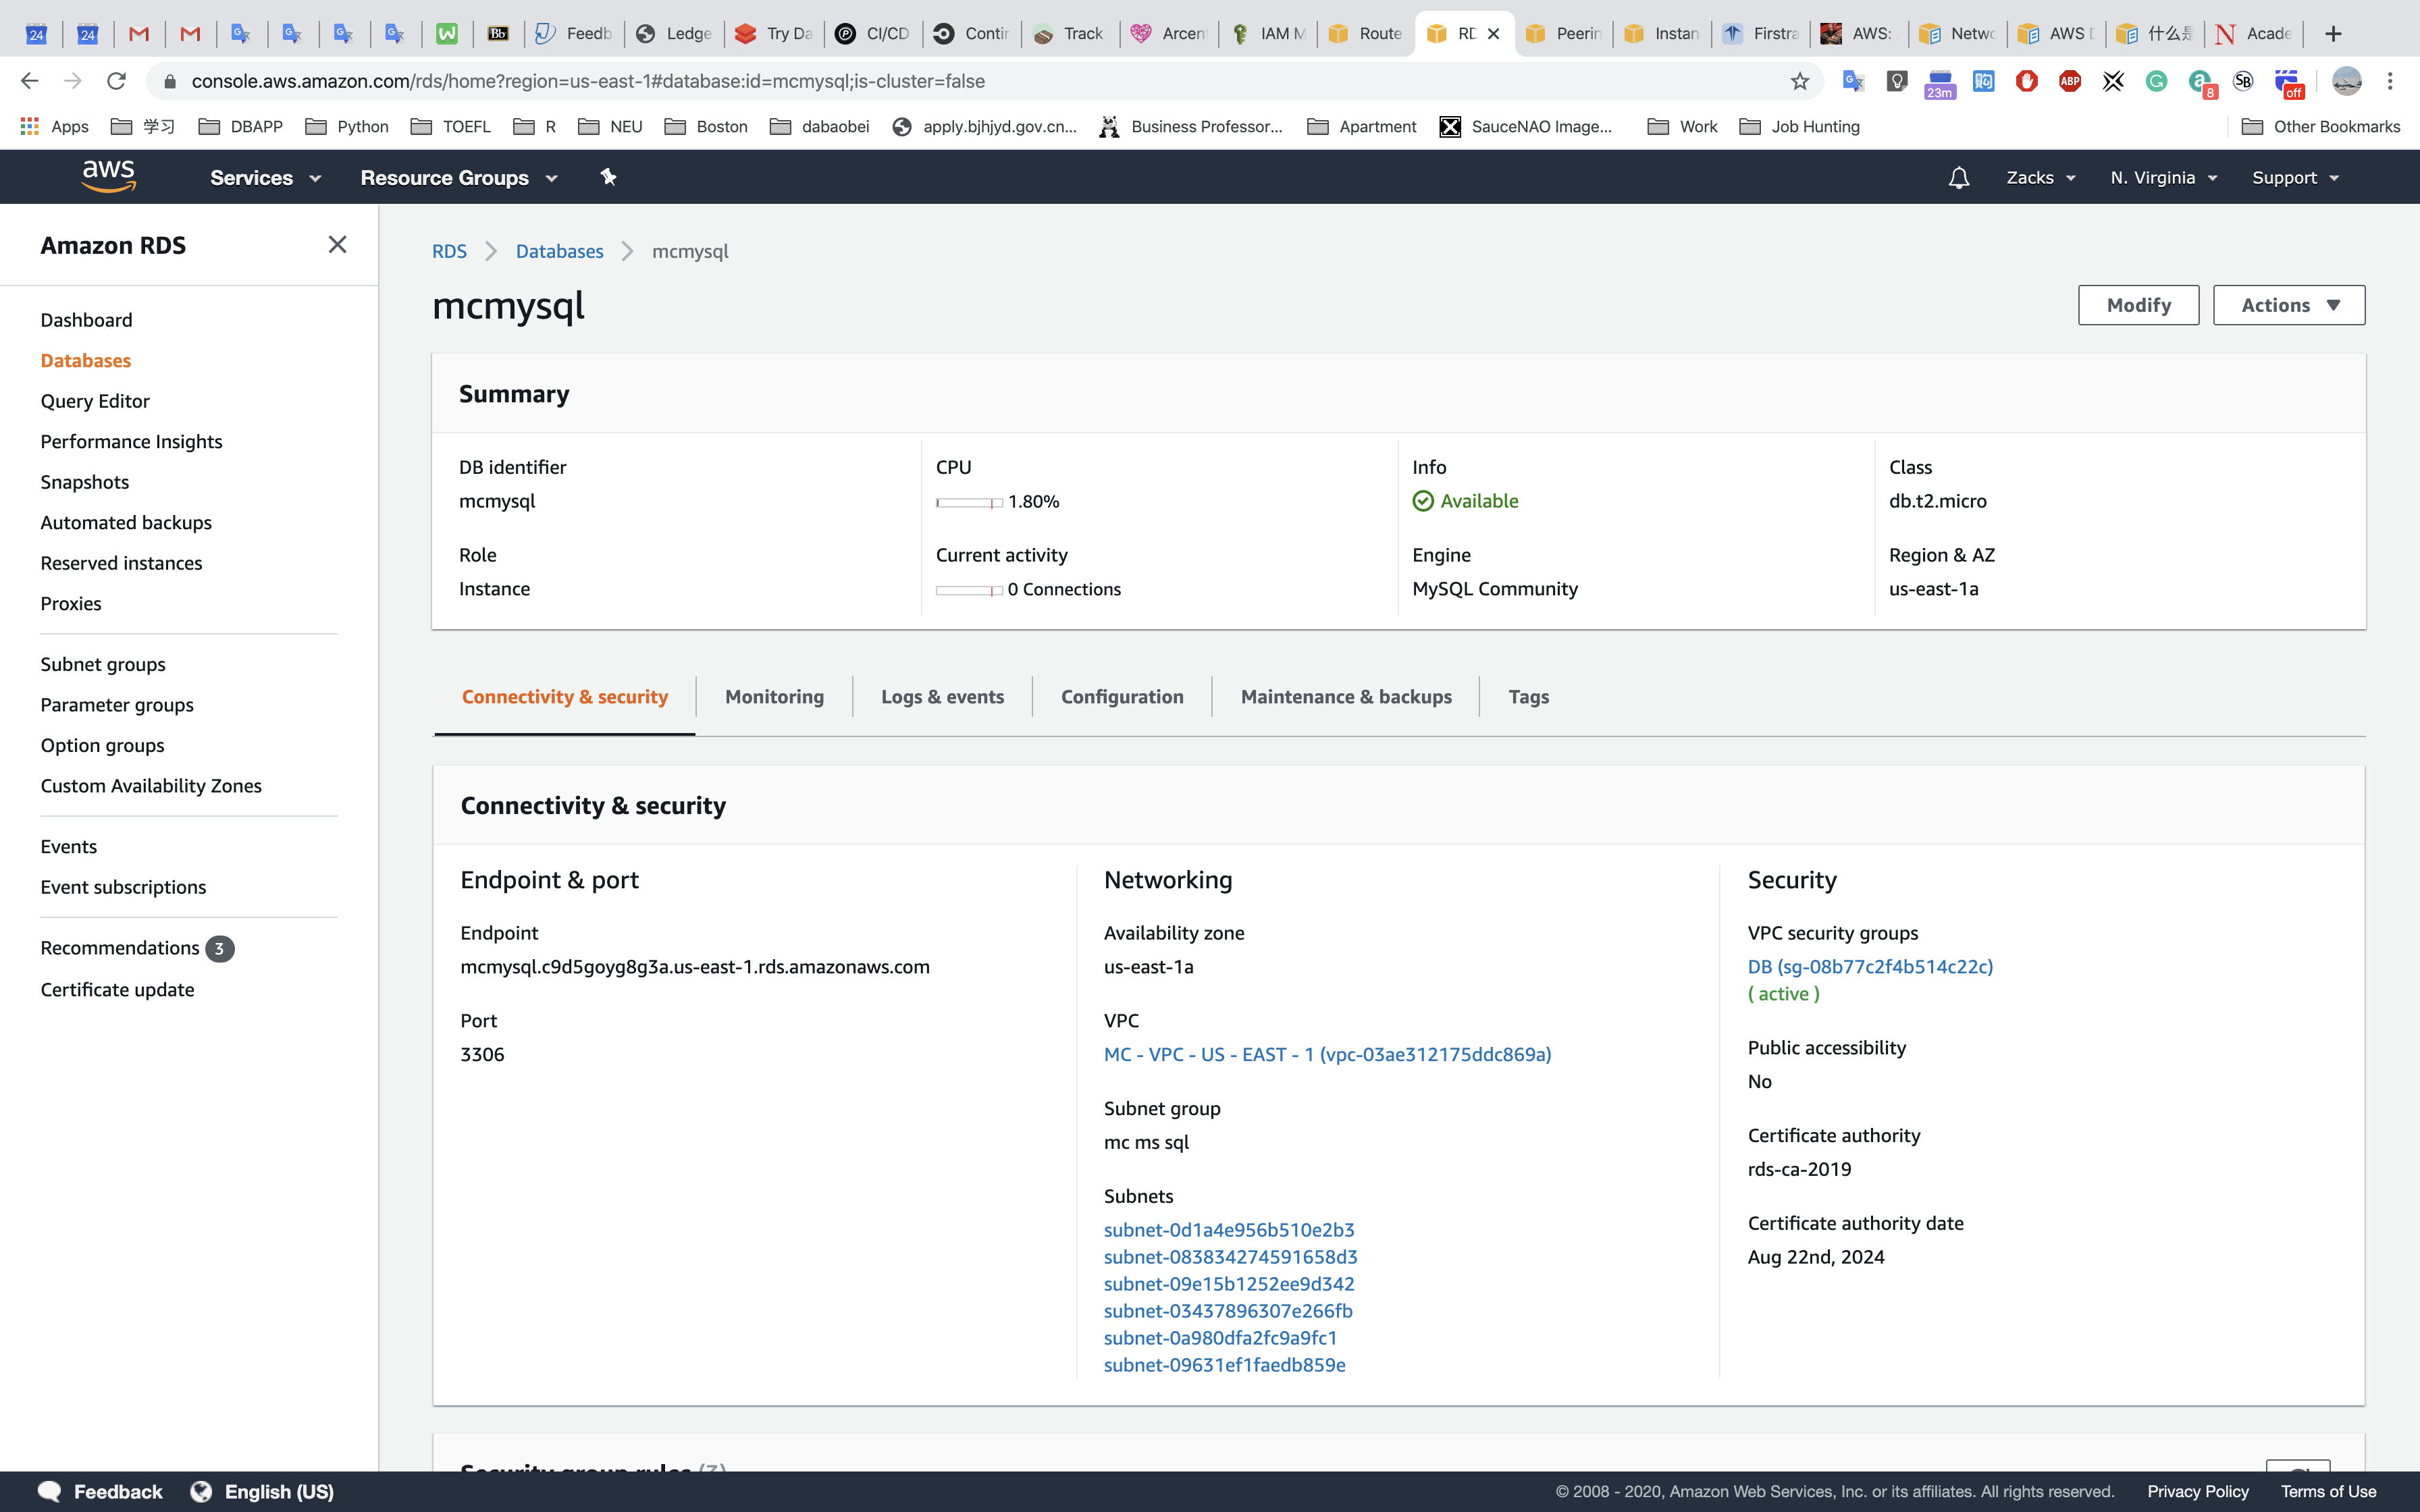 24
24
Bb
Feedb
Ledge
Try Da
CI/CD
Contin
Track
Arcen
IAM M
Route
RD
Peerin
Instan
Firstra
AWS:
Netwo
AWS D
什么是
Acade
console.aws.amazon.com/rds/home?region=us-east-1#database:id=mcmysql;is-cluster=false
23m
ABP
8
SB
off
Apps
学习
DBAPP
Python
TOEFL
R
NEU
Boston
dabaobei
apply.bjhjyd.gov.cn...
Business Professor...
Apartment
SauceNAO Image...
Work
Job Hunting
Other Bookmarks
aws
Services
Resource Groups
Zacks
N. Virginia
Support
Amazon RDS
Dashboard
Databases
Query Editor
Performance Insights
Snapshots
Automated backups
Reserved instances
Proxies
Subnet groups
Parameter groups
Option groups
Custom Availability Zones
Events
Event subscriptions
Recommendations 3
Certificate update
RDS > Databases > mcmysql
mcmysql
Modify
Actions
Summary
DB identifier
mcmysql
Role
Instance
CPU
1.80%
Current activity
0 Connections
Info
Available
Engine
MySQL Community
Class
db.t2.micro
Region & AZ
us-east-1a
Connectivity & security
Monitoring
Logs & events
Configuration
Maintenance & backups
Tags
Connectivity & security
Endpoint & port
Endpoint
mcmysql.c9d5goyg8g3a.us-east-1.rds.amazonaws.com
Port
3306
Networking
Availability zone
us-east-1a
VPC
MC - VPC - US - EAST - 1 (vpc-03ae312175ddc869a)
Subnet group
mc ms sql
Subnets
subnet-0d1a4e956b510e2b3
subnet-083834274591658d3
subnet-09e15b1252ee9d342
subnet-03437896307e266fb
subnet-0a980dfa2fc9a9fc1
subnet-09631ef1faedb859e
Security
VPC security groups
DB (sg-08b77c2f4b514c22c)
( active )
Public accessibility
No
Certificate authority
rds-ca-2019
Certificate authority date
Aug 22nd, 2024
Security group rules
Feedback
English (US)
© 2008 - 2020, Amazon Web Services, Inc. or its affiliates. All rights reserved.
Privacy Policy
Terms of Use